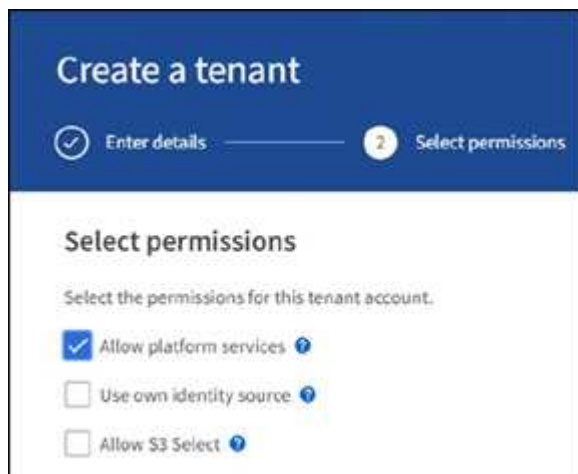 Create a tenant
Enter details
2 Select permissions
Select permissions
Select the permissions for this tenant account.
Allow platform services ?
Use own identity source ?
Allow S3 Select ?